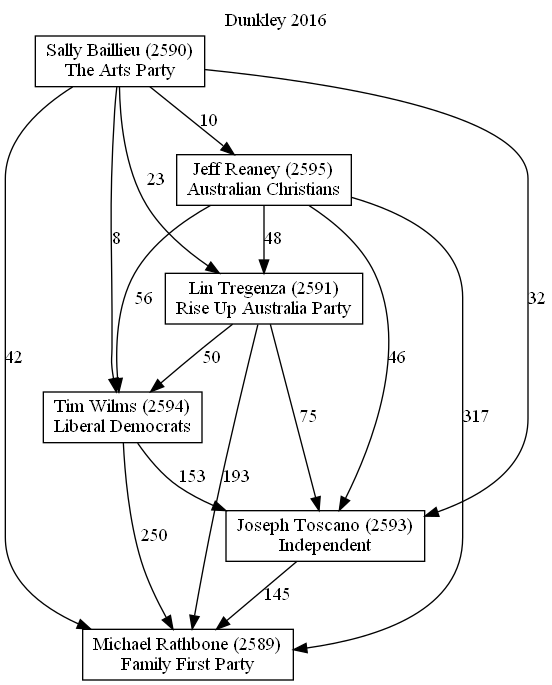 Dunkley 2016
Sally Baillieu (2590)
The Arts Party
10
Jeff Reaney (2595)
Australian Christians
23
8
48
Lin Tregenza (2591)
Rise Up Australia Party
56
32
42
50
46
Tim Wilms (2594)
Liberal Democrats
75
317
153
193
Joseph Toscano (2593)
Independent
250
145
Michael Rathbone (2589)
Family First Party